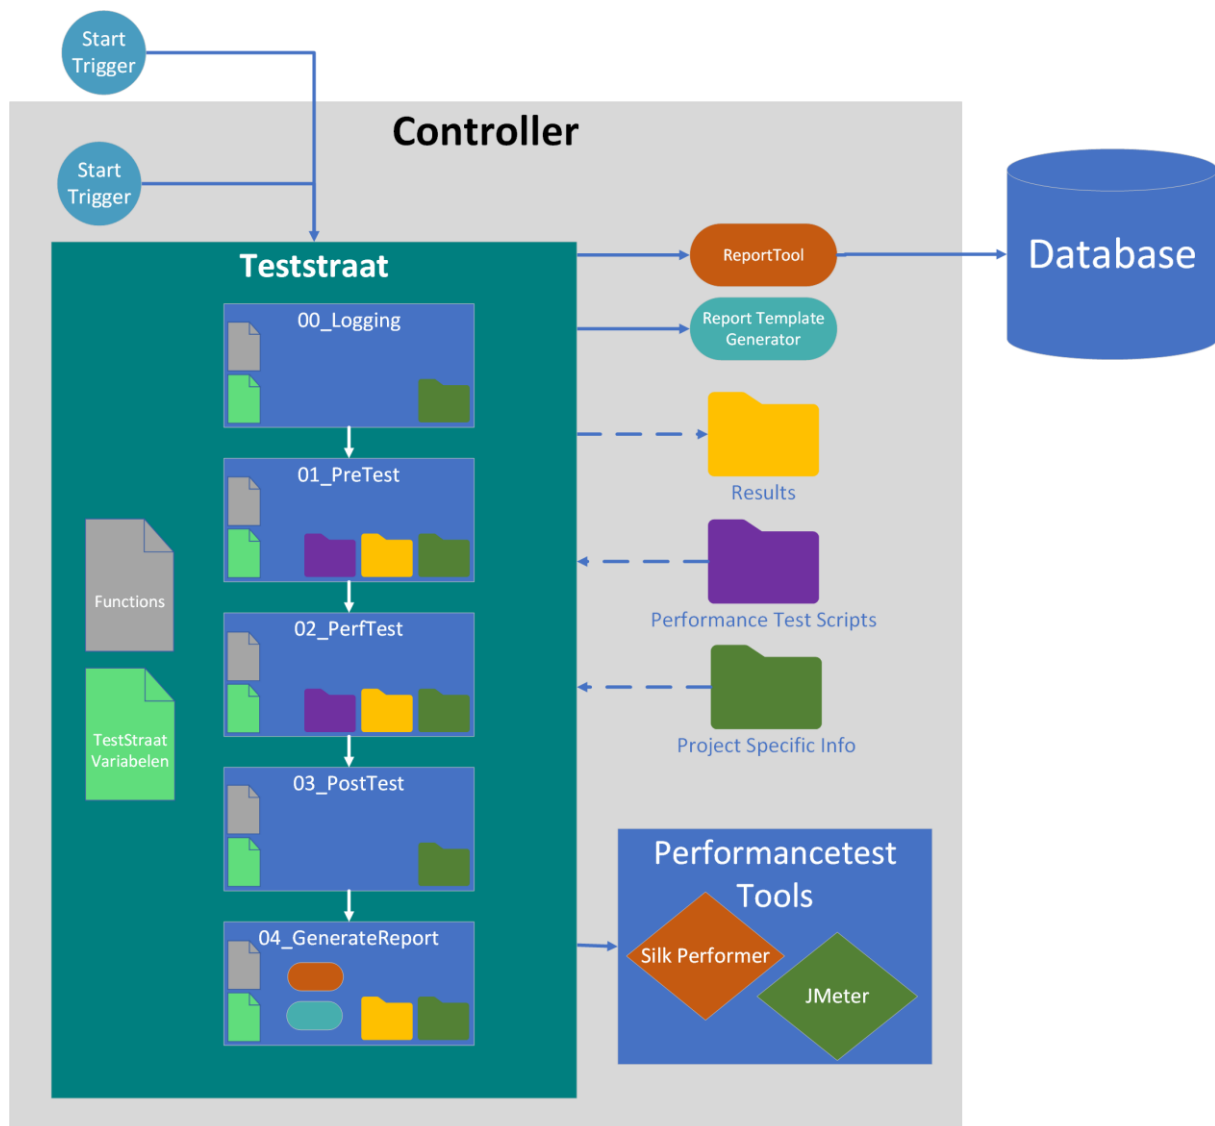 Start
Trigger
Controller
Start
Trigger
Teststraat
ReportTool
Database
00_Logging
Report Template
Generator
01_PreTest
Results
Functions
02_PerfTest
Performance Test Scripts
TestStraat
Variabelen
Project Specific Info
03_PostTest
Performancetest
Tools
04_GenerateReport
Silk Performer
JMeter